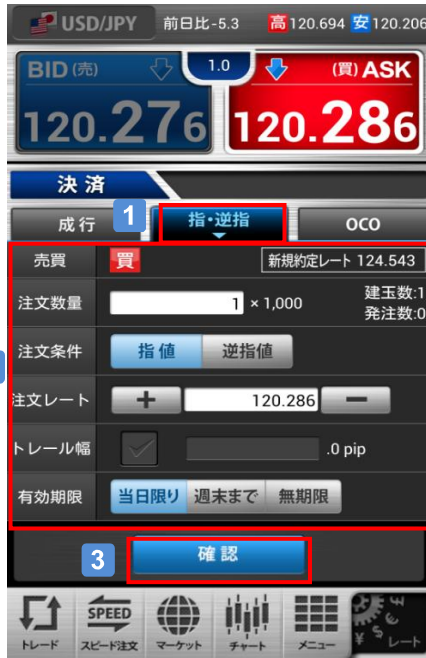 USD/JPY 前日比-5.3 高 120.694 安 120.206
BID (売) 1.0 (買) ASK
120.276 120.286
決済
成行 1 指・逆指 OCO
売買 買 新規約定レート 124.543
注文数量 1 × 1,000 建玉数:1
発注数:0
注文条件 指値 逆指値
注文レート + 120.286 −
トレール幅 .0 pip
有効期限 当日限り 週末まで 無期限
3 確認
SPEED
トレード スピード注文 マーケット チャート メニュー レート